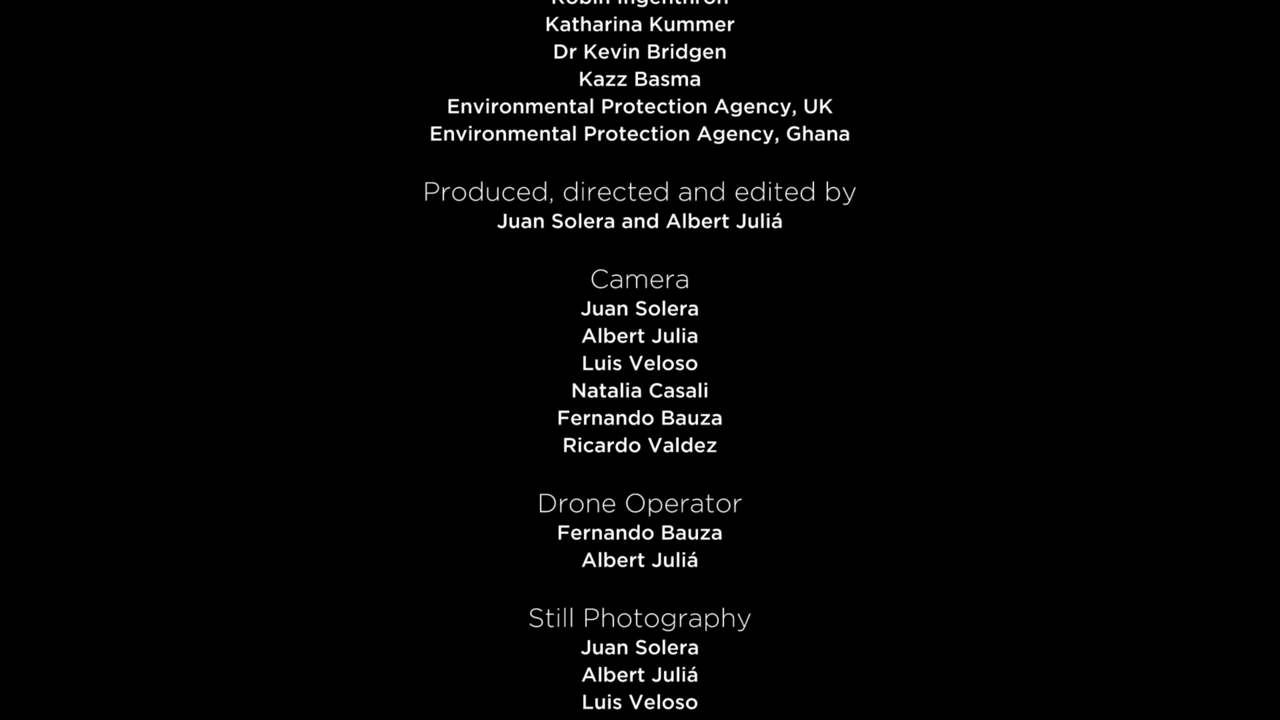 Robin Ingenthron
Katharina Kummer
Dr Kevin Bridgen
Kazz Basma
Environmental Protection Agency, UK
Environmental Protection Agency, Ghana
Produced, directed and edited by
Juan Solera and Albert Juliá
Camera
Juan Solera
Albert Julia
Luis Veloso
Natalia Casali
Fernando Bauza
Ricardo Valdez
Drone Operator
Fernando Bauza
Albert Juliá
Still Photography
Juan Solera
Albert Juliá
Luis Veloso